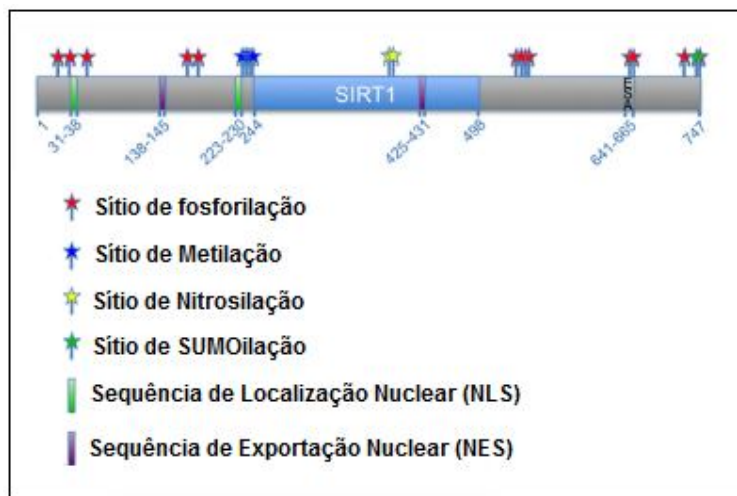 SIRT1
ESA
1
31-38
138-145
223-230
244
425-431
498
641-665
747
Sítio de fosforilação
Sítio de Metilação
Sítio de Nitrosilação
Sítio de SUMOilação
Sequência de Localização Nuclear (NLS)
Sequência de Exportação Nuclear (NES)